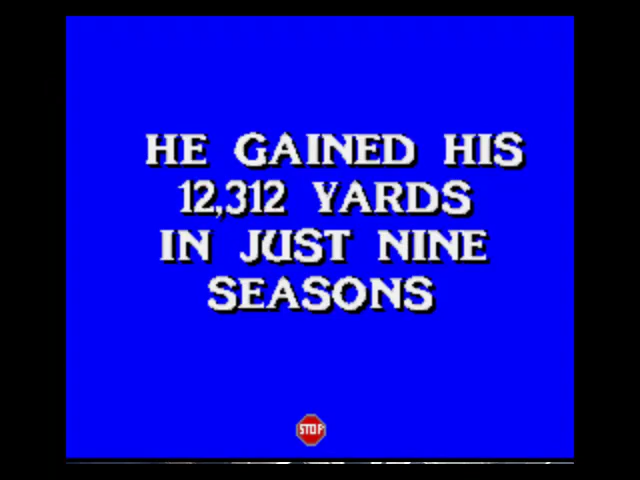 HE GAINED HIS
12,312 YARDS
IN JUST NINE
SEASONS
STOP